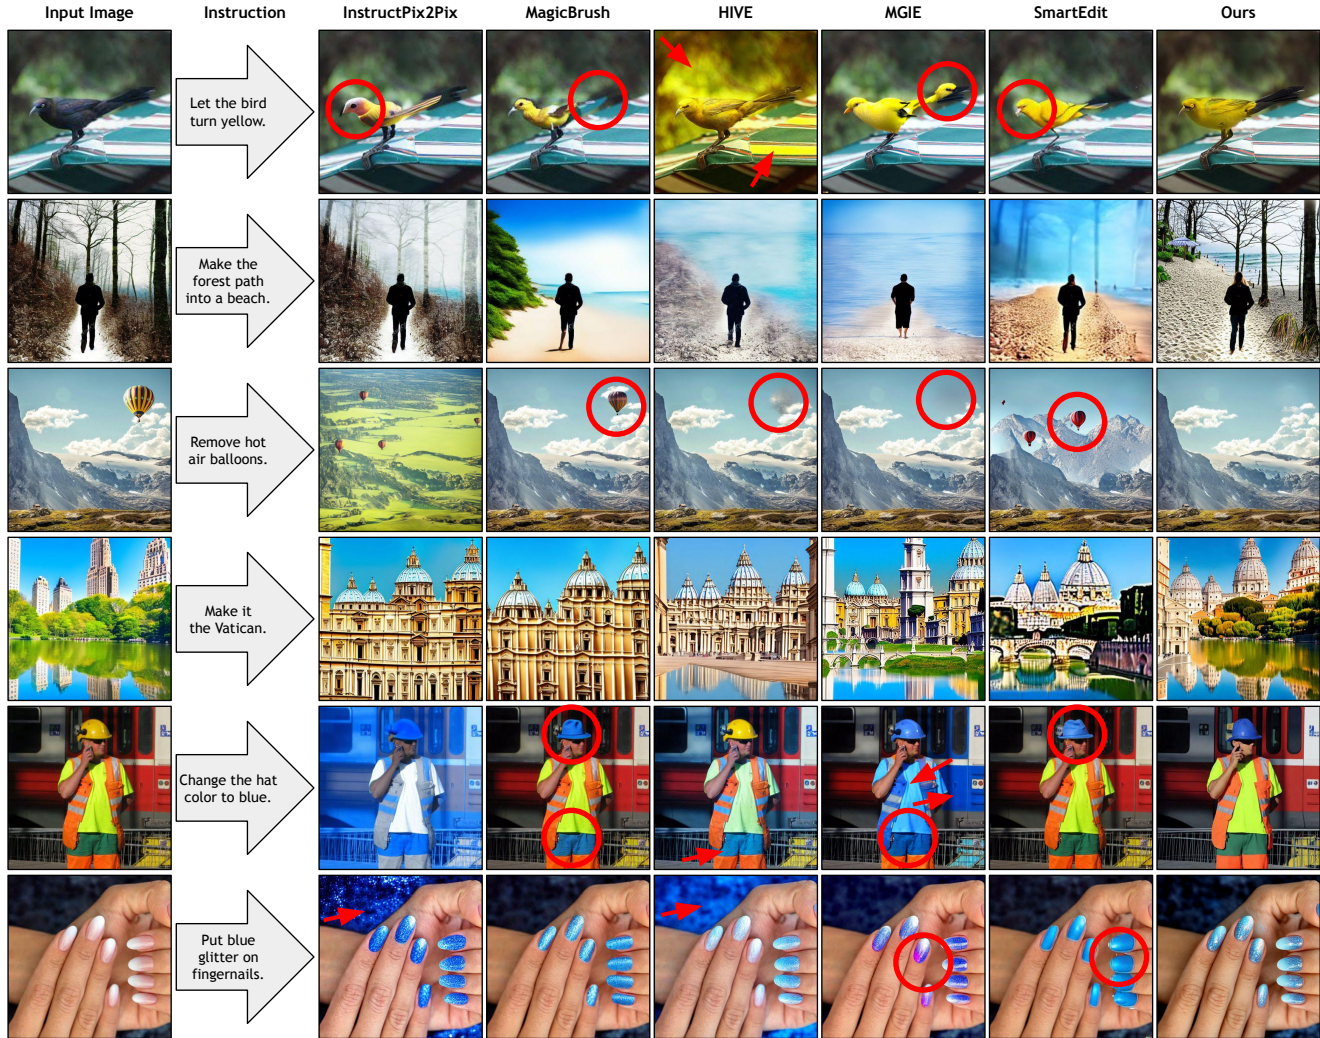 Input Image
Instruction
InstructPix2Pix
MagicBrush
HIVE
MGIE
SmartEdit
Ours
Let the bird
turn yellow.
Make the
forest path
into a beach.
Remove hot
air balloons.
Make it
the Vatican.
Change the hat
color to blue.
Put blue
glitter on
fingernails.